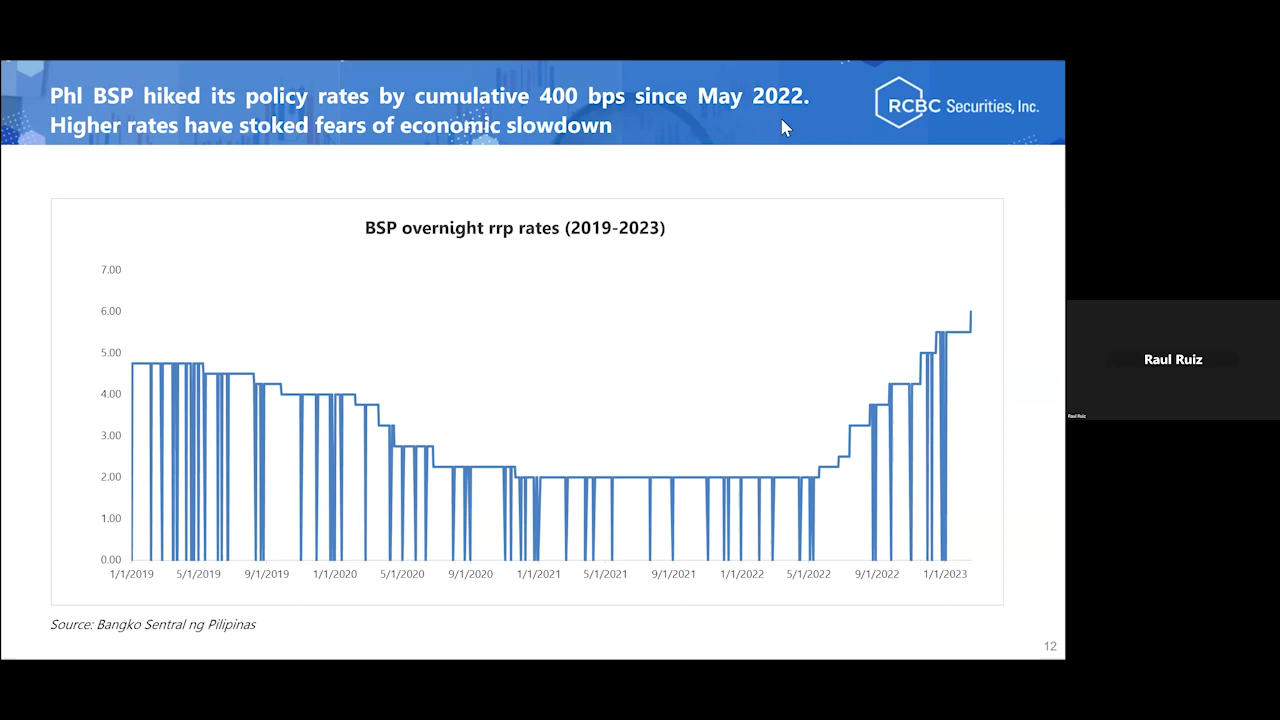 Phl BSP hiked its policy rates by cumulative 400 bps since May 2022.
Higher rates have stoked fears of economic slowdown
RCBC Securities, Inc.
BSP overnight rrp rates (2019-2023)
7.00
6.00
5.00
4.00
3.00
2.00
1.00
0.00
1/1/2019 5/1/2019 9/1/2019 1/1/2020 5/1/2020 9/1/2020 1/1/2021 5/1/2021 9/1/2021 1/1/2022 5/1/2022 9/1/2022 1/1/2023
Source: Bangko Sentral ng Pilipinas
12
Raul Ruiz
Raul Ruiz